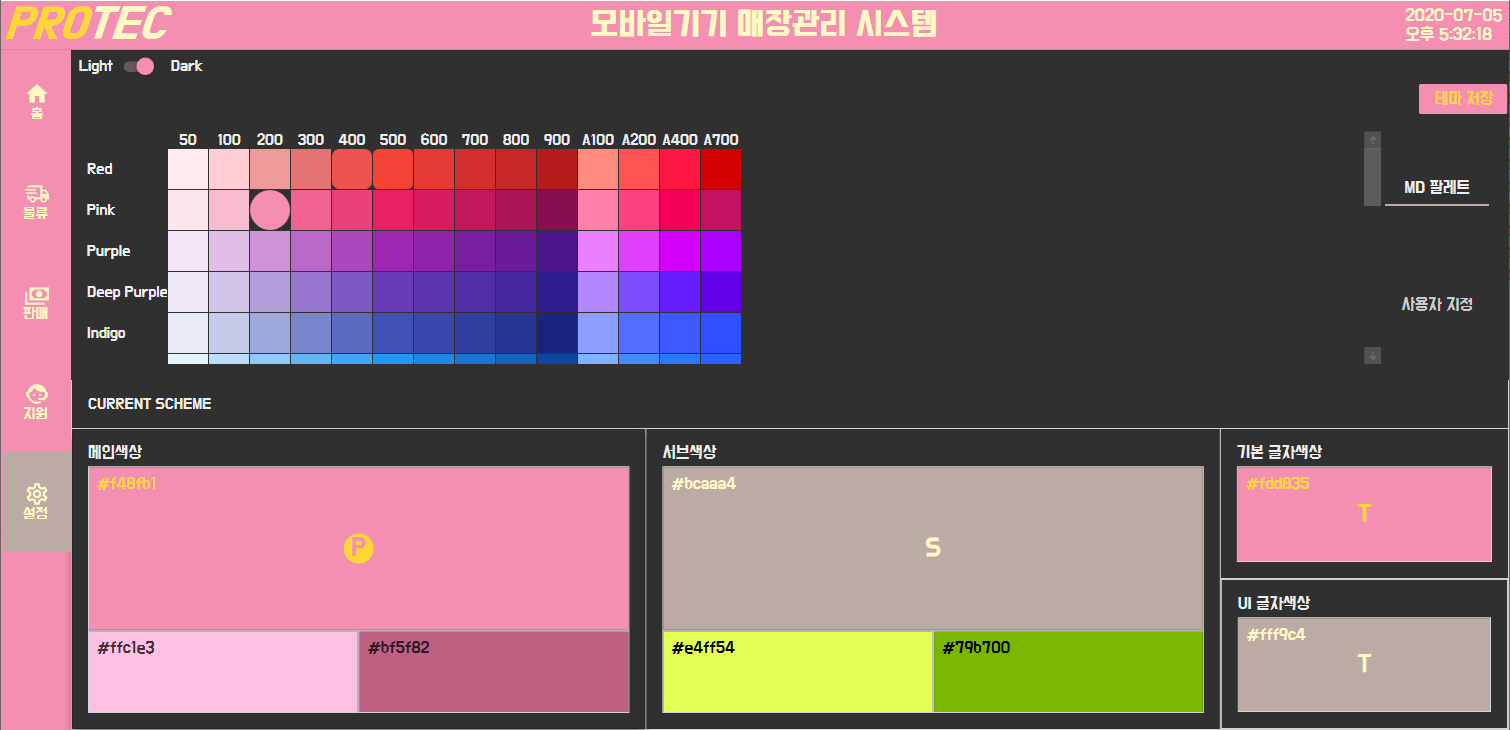 PROTEC
모바일기기 매장관리 시스템
2020-07-05
오후 5:32:18
Light Dark
홈
물류
판매
지원
설정
테마 저장
50 100 200 300 400 500 600 700 800 900 A100 A200 A400 A700
Red
Pink
Purple
Deep Purple
Indigo
MD 팔레트
사용자 지정
CURRENT SCHEME
메인색상
#f48fb1
P
#ffc1e3
#bf5f82
서브색상
#bcaaa4
S
#e4ff54
#79b700
기본 글자색상
#fdd835
T
UI 글자색상
#fff9c4
T